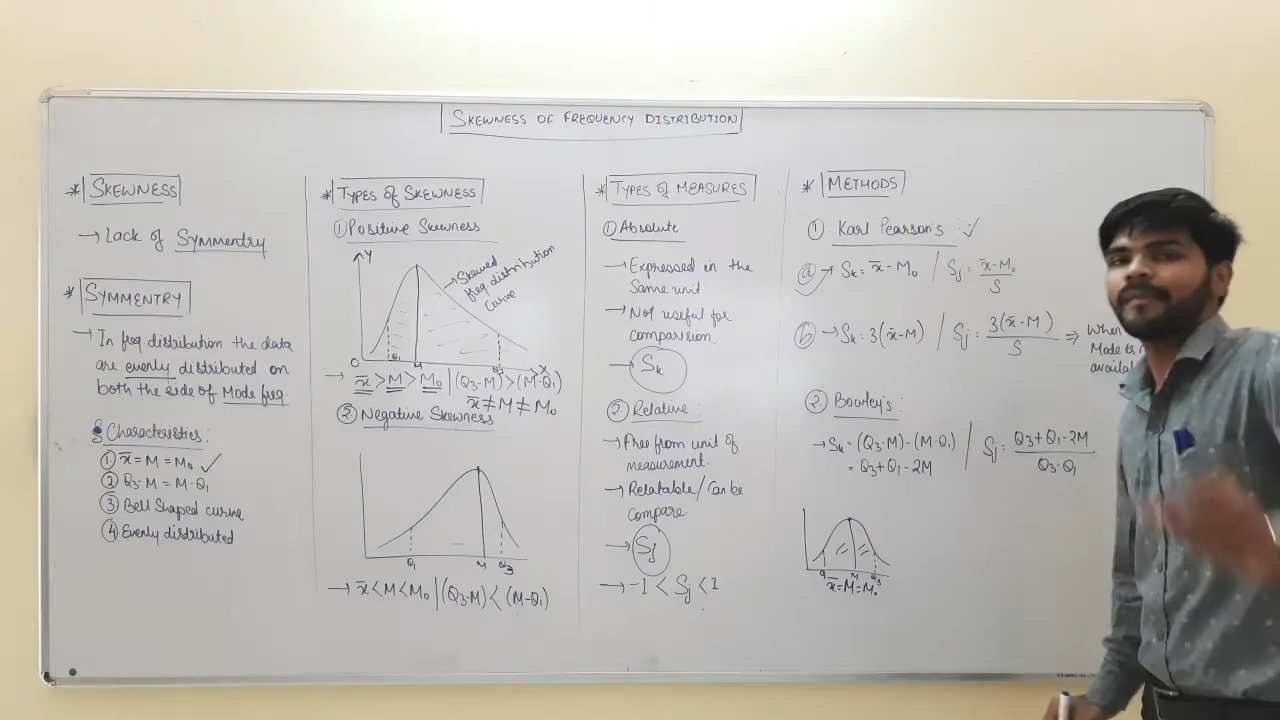 SKEWNESS OF FREQUENCY DISTRIBUTION
* SKEWNESS
→ Lack of Symmentry
* SYMMENTRY
→ In freq. distribution the data
are evenly distributed on
both the side of Mode freq.
Characteristics:
① x̄ = M = M₀ ✓
② Q₃-M = M-Q₁
③ Bell Shaped curve
④ Evenly distributed
* TYPES OF SKEWNESS
① Positive Skewness
Y
Skewed
freq. distribution
Curve
O
Q₁
X
→ x̄ > M > M₀ | (Q₃-M) > (M-Q₁)
x̄ ≠ M ≠ M₀
② Negative Skewness
Q₁ M Q₃
→ x̄ < M < M₀ | (Q₃-M) < (M-Q₁)
* TYPES OF MEASURES
① Absolute
→ Expressed in the
Same unit
→ Not useful for
comparision.
→ Sk
② Relative:
→ Free from unit of
measurement.
→ Relatable/Can be
compare.
→ Sj
→ -1 < Sj < 1
* METHODS
① Karl Pearson's ✓
ⓐ → Sk = x̄ - M₀ / Sj = x̄ - M₀
S
ⓑ → Sk = 3(x̄-M) / Sj = 3(x̄-M) ⇒ when
S
Mode is
② Bowley's:
→ Sk = (Q₃-M)-(M-Q₁) / Sj = Q₃+Q₁-2M
= Q₃+Q₁-2M
Q₃-Q₁
Q₁ M Q₃
x̄ = M = M₀